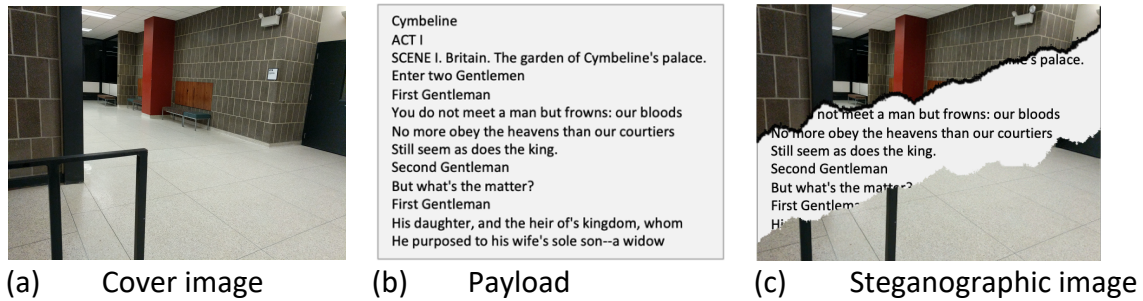 Cymbeline
ACT I
SCENE I. Britain. The garden of Cymbeline's palace.
Enter two Gentlemen
First Gentleman
You do not meet a man but frowns: our bloods
No more obey the heavens than our courtiers
Still seem as does the king.
Second Gentleman
But what's the matter?
First Gentleman
His daughter, and the heir of's kingdom, whom
He purposed to his wife's sole son--a widow
palace.
not meet a man but frowns: our bloods
No more obey the heavens than our courtiers
Still seem as does the king.
Second Gentleman
But what's the matter?
First
(a) Cover image
(b) Payload
(c) Steganographic image